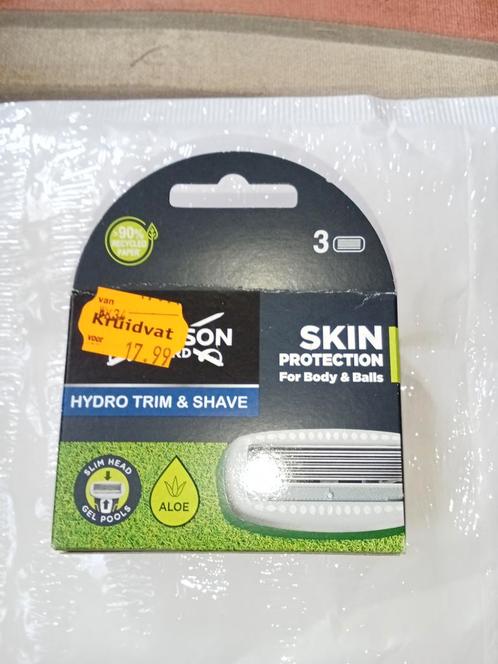 >90%
RECYCLED
PAPER
3
van
Kruidvat
voor
17.99
SON
RD
HYDRO TRIM & SHAVE
SKIN
PROTECTION
For Body & Balls
SLIM HEAD
GEL POOLS
ALOE